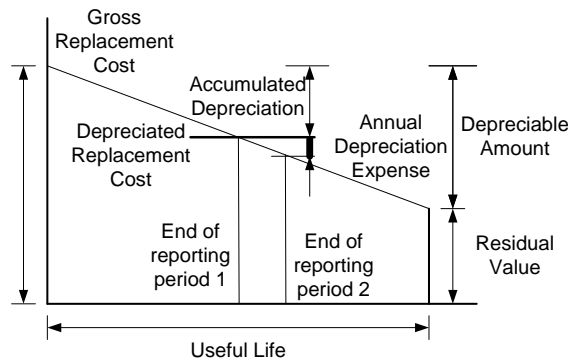 Gross
Replacement
Cost
Accumulated
Depreciation
Depreciated
Replacement
Cost
Annual
Depreciation
Expense
Depreciable
Amount
End of
reporting
period 1
End of
reporting
period 2
Residual
Value
Useful Life